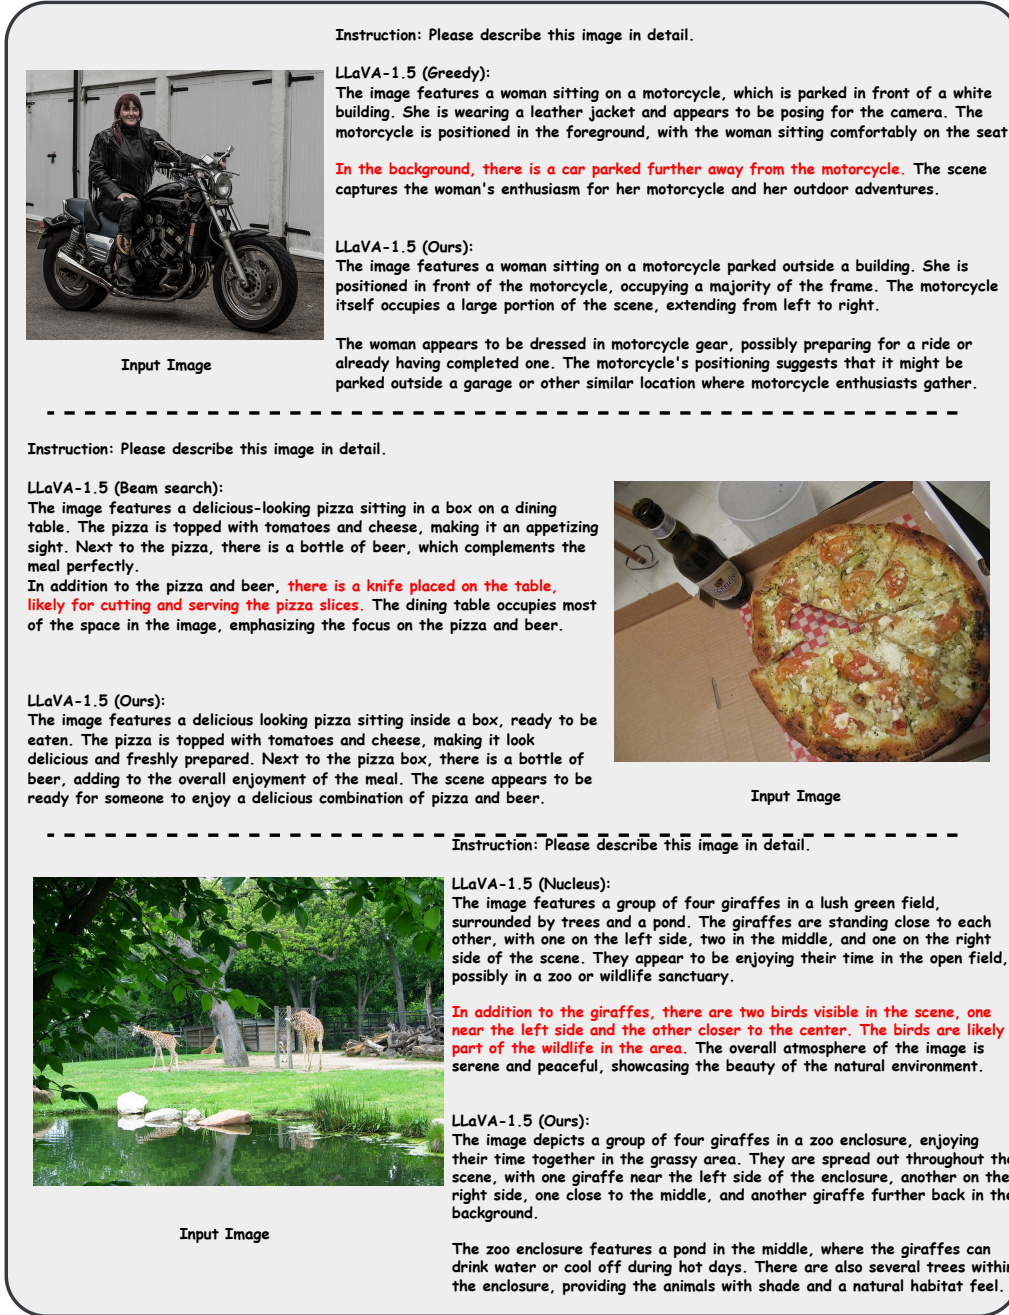 Instruction: Please describe this image in detail.
LLaVA-1.5 (Greedy):
The image features a woman sitting on a motorcycle, which is parked in front of a white
building. She is wearing a leather jacket and appears to be posing for the camera. The
motorcycle is positioned in the foreground, with the woman sitting comfortably on the seat
In the background, there is a car parked further away from the motorcycle. The scene
captures the woman's enthusiasm for her motorcycle and her outdoor adventures.
LLaVA-1.5 (Ours):
The image features a woman sitting on a motorcycle parked outside a building. She is
positioned in front of the motorcycle, occupying a majority of the frame. The motorcycle
itself occupies a large portion of the scene, extending from left to right.
The woman appears to be dressed in motorcycle gear, possibly preparing for a ride or
already having completed one. The motorcycle's positioning suggests that it might be
parked outside a garage or other similar location where motorcycle enthusiasts gather.
Input Image
Instruction: Please describe this image in detail.
LLaVA-1.5 (Beam search):
The image features a delicious-looking pizza sitting in a box on a dining
table. The pizza is topped with tomatoes and cheese, making it an appetizing
sight. Next to the pizza, there is a bottle of beer, which complements the
meal perfectly.
In addition to the pizza and beer, there is a knife placed on the table,
likely for cutting and serving the pizza slices. The dining table occupies most
of the space in the image, emphasizing the focus on the pizza and beer.
LLaVA-1.5 (Ours):
The image features a delicious looking pizza sitting inside a box, ready to be
eaten. The pizza is topped with tomatoes and cheese, making it look
delicious and freshly prepared. Next to the pizza box, there is a bottle of
beer, adding to the overall enjoyment of the meal. The scene appears to be
ready for someone to enjoy a delicious combination of pizza and beer.
Input Image
Instruction: Please describe this image in detail.
LLaVA-1.5 (Nucleus):
The image features a group of four giraffes in a lush green field,
surrounded by trees and a pond. The giraffes are standing close to each
other, with one on the left side, two in the middle, and one on the right
side of the scene. They appear to be enjoying their time in the open field,
possibly in a zoo or wildlife sanctuary.
In addition to the giraffes, there are two birds visible in the scene, one
near the left side and the other closer to the center. The birds are likely
part of the wildlife in the area. The overall atmosphere of the image is
serene and peaceful, showcasing the beauty of the natural environment.
LLaVA-1.5 (Ours):
The image depicts a group of four giraffes in a zoo enclosure, enjoying
their time together in the grassy area. They are spread out throughout the
scene, with one giraffe near the left side of the enclosure, another on the
right side, one close to the middle, and another giraffe further back in the
background.
The zoo enclosure features a pond in the middle, where the giraffes can
drink water or cool off during hot days. There are also several trees within
the enclosure, providing the animals with shade and a natural habitat feel.
Input Image